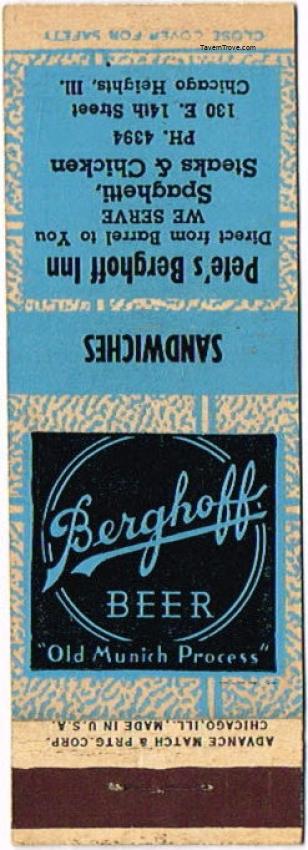 TavernTrove.com
CLOSE COVER FOR SAFETY
Pete's Berghoff Inn
Direct from Barrel to You
WE SERVE
Spaghetti,
Steaks & Chicken
PH. 4394
130 E. 14th Street
Chicago Heights, Ill.
SANDWICHES
Berghoff
BEER
"Old Munich Process"
ADVANCE MATCH & PRTG. CORP.
CHICAGO, ILL., MADE IN U.S.A.